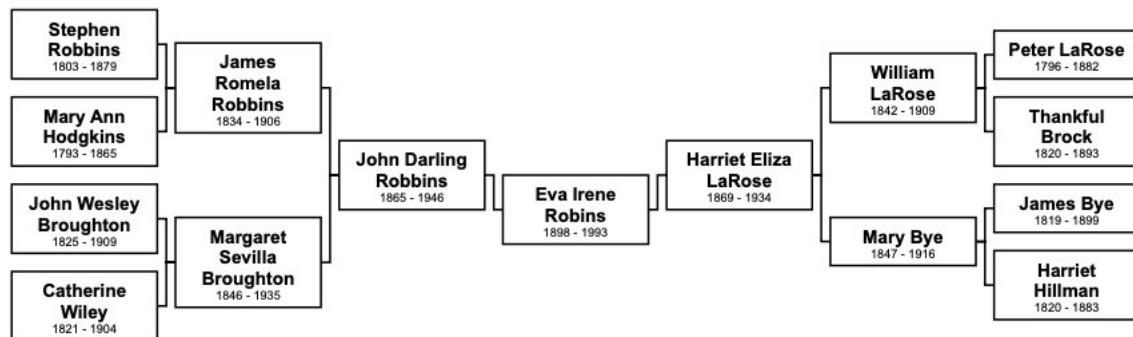 Stephen
Robbins
1803 - 1879
Mary Ann
Hodgkins
1793 - 1865
John Wesley
Broughton
1825 - 1909
Catherine
Wiley
1821 - 1904
James
Romela
Robbins
1834 - 1906
Margaret
Sevilla
Broughton
1846 - 1935
John Darling
Robbins
1865 - 1946
Eva Irene
Robins
1898 - 1993
Harriet Eliza
LaRose
1869 - 1934
William
LaRose
1842 - 1909
Mary Bye
1847 - 1916
Peter LaRose
1796 - 1882
Thankful
Brock
1820 - 1893
James Bye
1819 - 1899
Harriet
Hillman
1820 - 1883